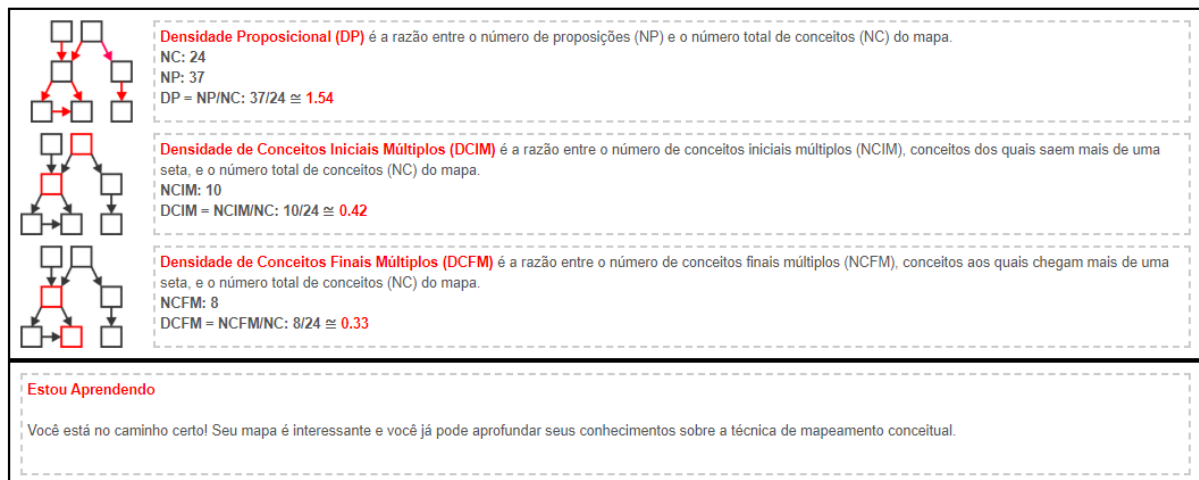 Densidade Proposicional (DP) é a razão entre o número de proposições (NP) e o número total de conceitos (NC) do mapa.
NC: 24
NP: 37
DP = NP/NC: 37/24 ≅ 1.54
Densidade de Conceitos Iniciais Múltiplos (DCIM) é a razão entre o número de conceitos iniciais múltiplos (NCIM), conceitos dos quais saem mais de uma
seta, e o número total de conceitos (NC) do mapa.
NCIM: 10
DCIM = NCIM/NC: 10/24 ≅ 0.42
Densidade de Conceitos Finais Múltiplos (DCFM) é a razão entre o número de conceitos finais múltiplos (NCFM), conceitos aos quais chegam mais de uma
seta, e o número total de conceitos (NC) do mapa.
NCFM: 8
DCFM = NCFM/NC: 8/24 ≅ 0.33
Estou Aprendendo
Você está no caminho certo! Seu mapa é interessante e você já pode aprofundar seus conhecimentos sobre a técnica de mapeamento conceitual.